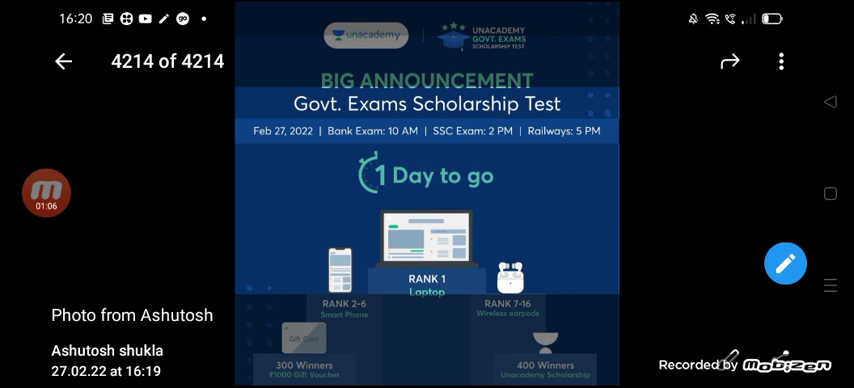 16:20
4214 of 4214
unacademy
UNACADEMY
GOVT. EXAMS
SCHOLARSHIP TEST
BIG ANNOUNCEMENT
Govt. Exams Scholarship Test
Feb 27, 2022 | Bank Exam: 10 AM | SSC Exam: 2 PM | Railways: 5 PM
1 Day to go
01:06
RANK 1
Laptop
RANK 2-6
Smart Phone
RANK 7-16
Wireless earpods
Gift Card
300 Winners
₹1000 Gift Voucher
400 Winners
Unacademy Scholarship
Photo from Ashutosh
Ashutosh shukla
27.02.22 at 16:19
Recorded by mobizen